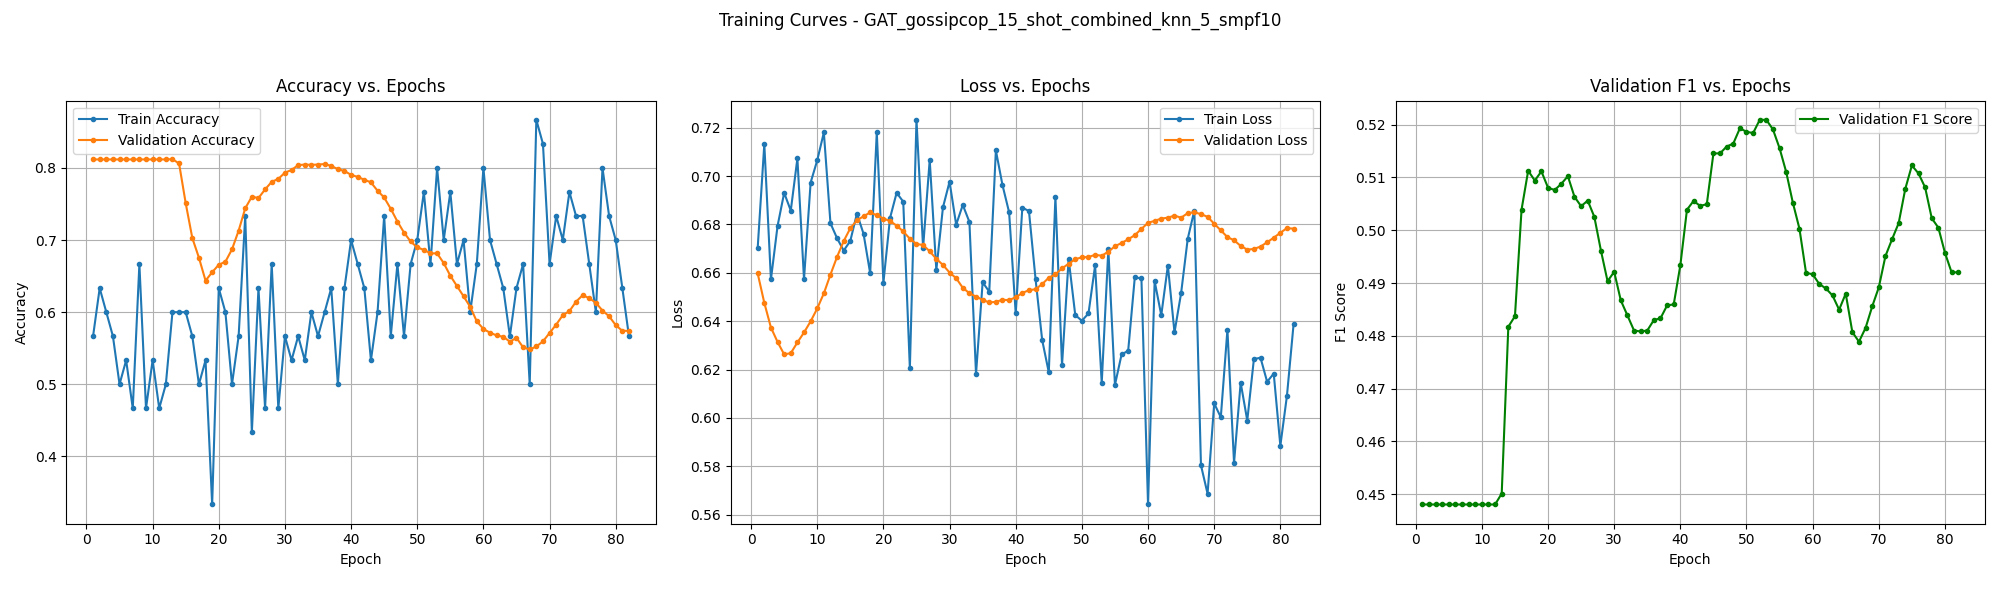 Training Curves - GAT_gossipcop_15_shot_combined_knn_5_smpf10
Accuracy vs. Epochs
Train Accuracy
Validation Accuracy
0.8
0.7
0.6
0.5
0.4
Accuracy
0 10 20 30 40 50 60 70 80
Epoch
Loss vs. Epochs
Train Loss
Validation Loss
0.72
0.70
0.68
0.66
0.64
0.62
0.60
0.58
0.56
Loss
0 10 20 30 40 50 60 70 80
Epoch
Validation F1 vs. Epochs
Validation F1 Score
0.52
0.51
0.50
0.49
0.48
0.47
0.46
0.45
F1 Score
0 10 20 30 40 50 60 70 80
Epoch